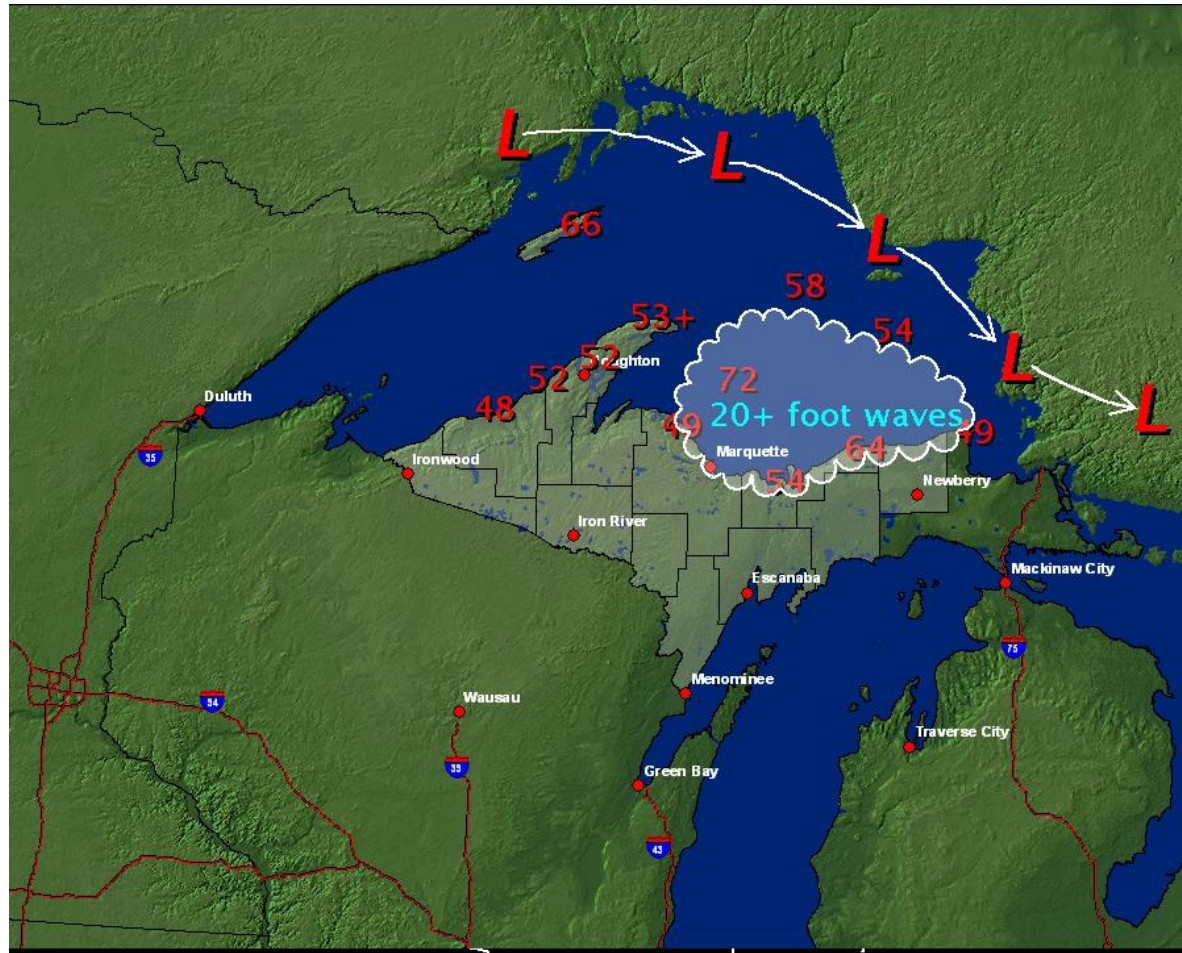 L
L
L
66
58
L
53+
54
52
Houghton
52
72
Duluth
48
20+ foot waves
49
49
L
Marquette
64
Ironwood
54
Newberry
35
Iron River
Escanaba
Mackinaw City
75
Menominee
94
Wausau
Traverse City
39
Green Bay
43